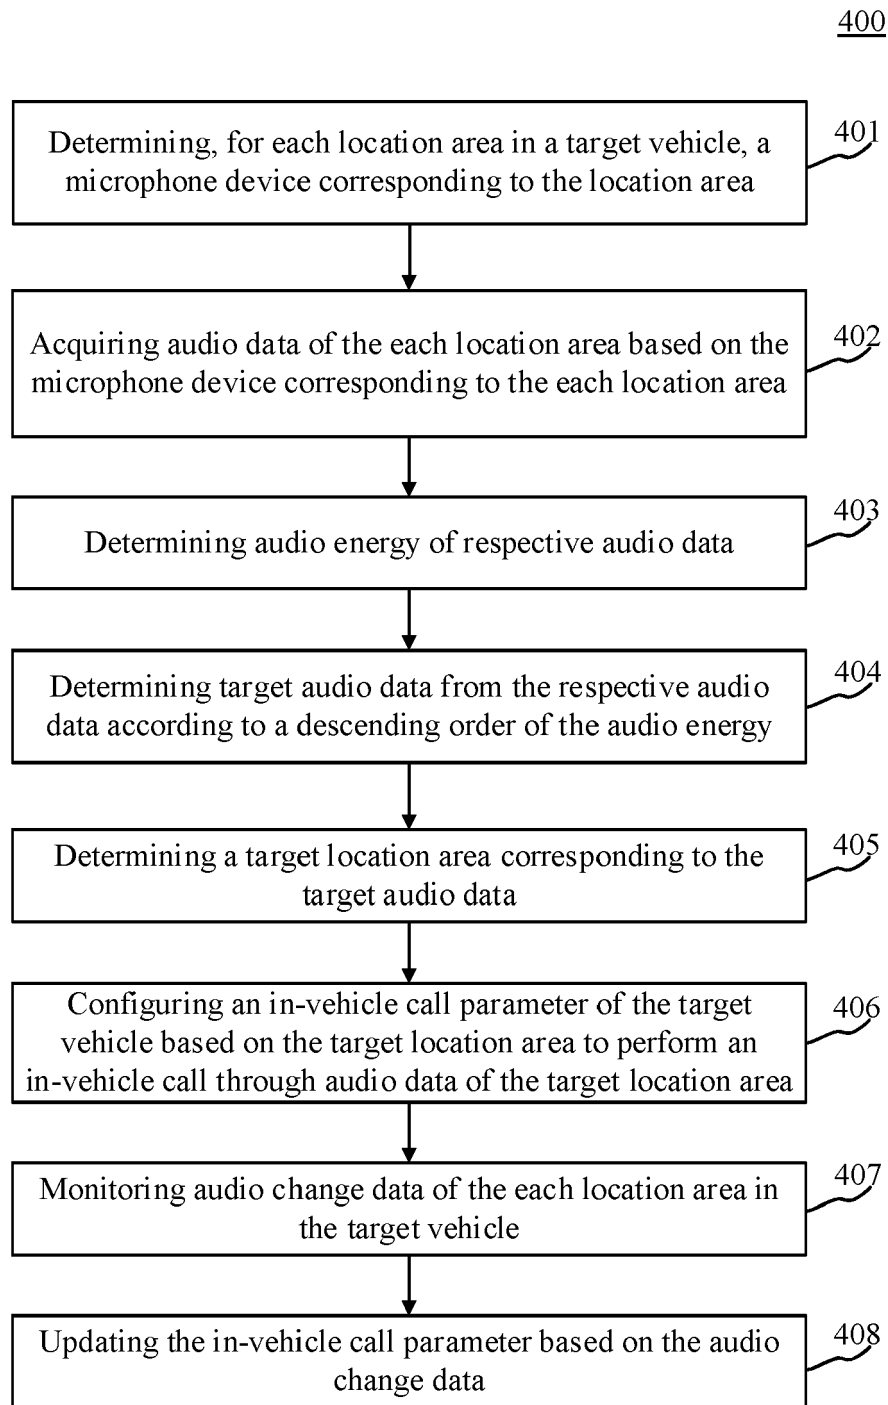 400
Determining, for each location area in a target vehicle, a
microphone device corresponding to the location area
401
Acquiring audio data of the each location area based on the
microphone device corresponding to the each location area
402
Determining audio energy of respective audio data
403
Determining target audio data from the respective audio
data according to a descending order of the audio energy
404
Determining a target location area corresponding to the
target audio data
405
Configuring an in-vehicle call parameter of the target
vehicle based on the target location area to perform an
in-vehicle call through audio data of the target location area
406
Monitoring audio change data of the each location area in
the target vehicle
407
Updating the in-vehicle call parameter based on the audio
change data
408